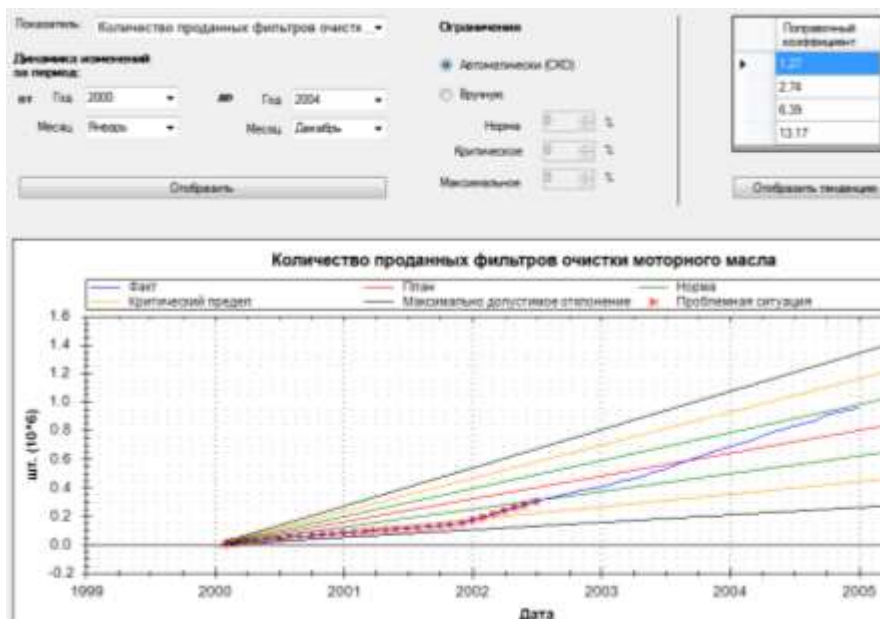 Показатель: Количество проданных фильтров очистк ...
Динамика изменений
за период:
от Год 2000 до Год 2004
Месяц Январь Месяц Декабрь
Отобразить
Ограничения
Автоматически (СКО)
Вручную
Норма 0 %
Критическое 0 %
Максимальное 0 %
Поправочный
коэффициент
1.27
2.74
6.39
13.17
Отобразить тенденцию
Количество проданных фильтров очистки моторного масла
Факт План Норма
Критический предел Максимально допустимое отклонение Проблемная ситуация
шт. (10^6)
1.6
1.4
1.2
1.0
0.8
0.6
0.4
0.2
0.0
-0.2
1999 2000 2001 2002 2003 2004 2005
Дата